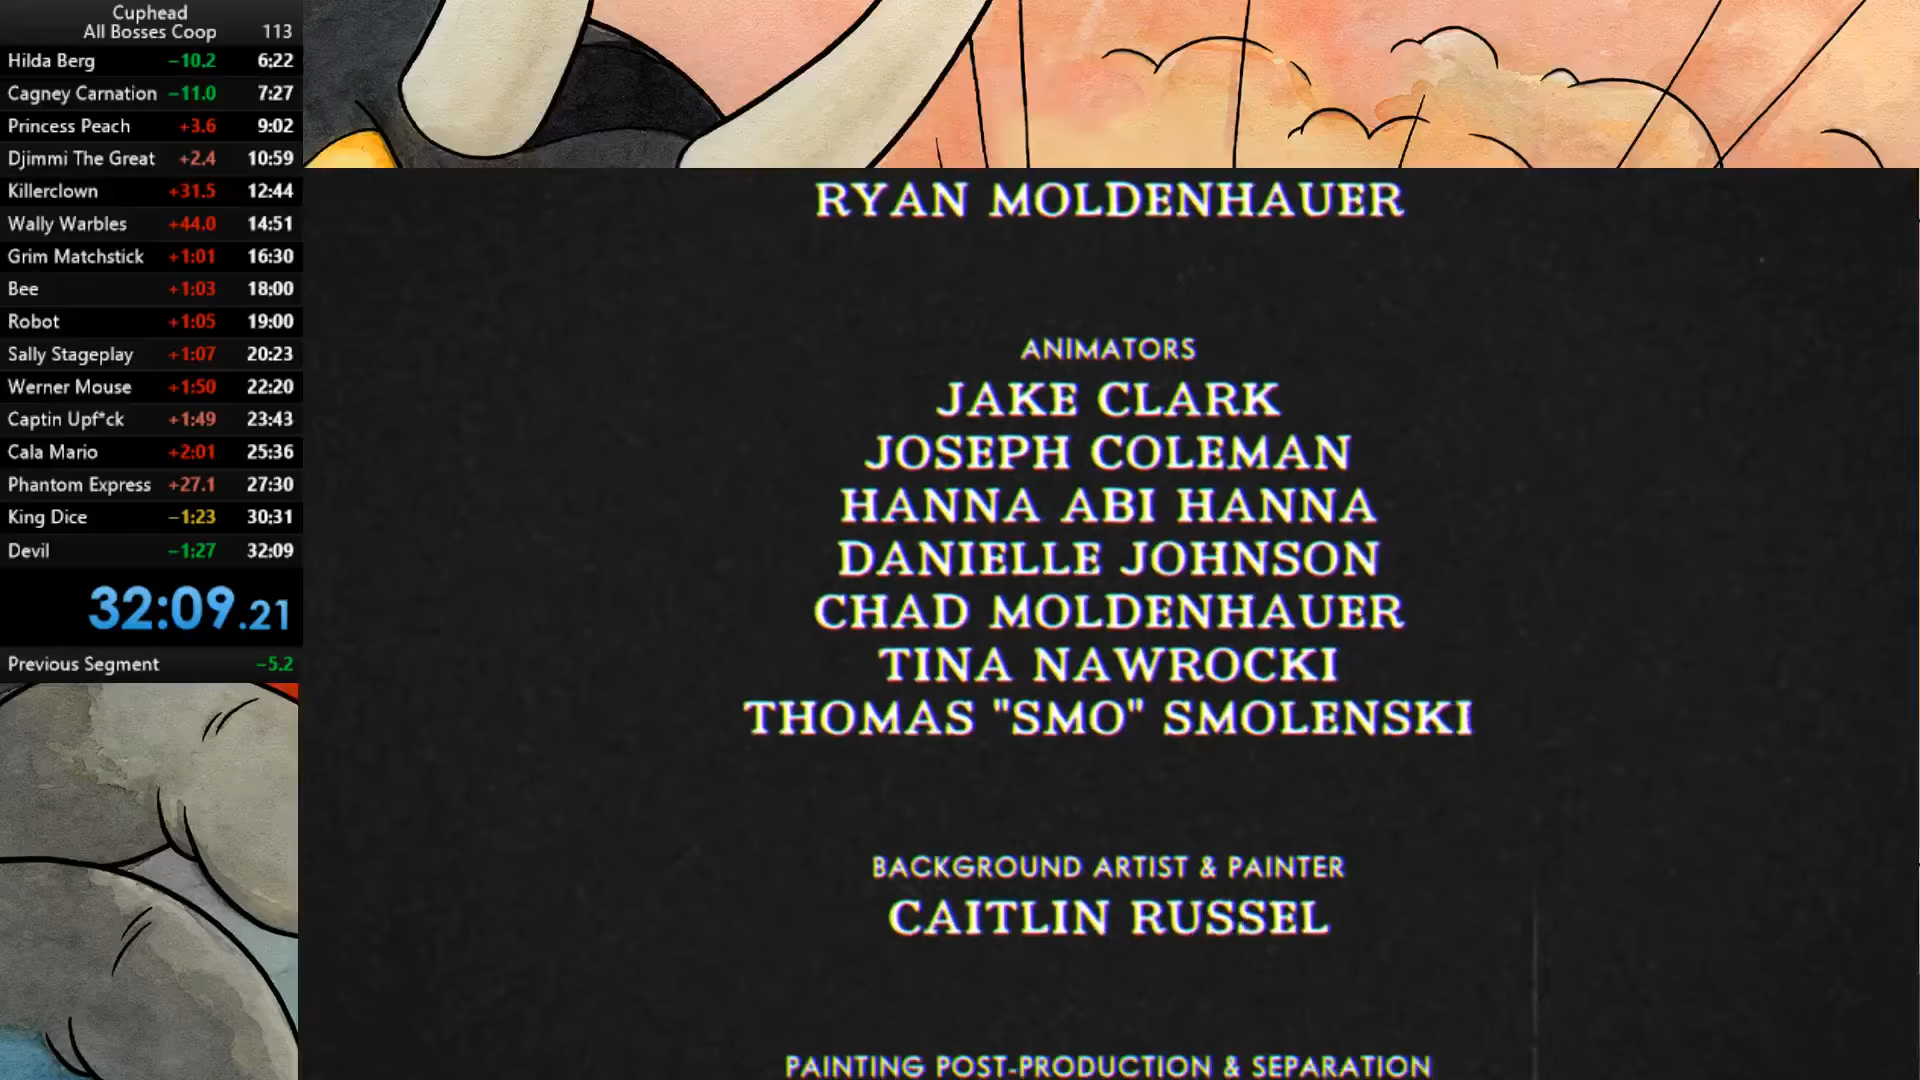 Cuphead
All Bosses Coop 113
Hilda Berg −10.2 6:22
Cagney Carnation −11.0 7:27
Princess Peach +3.6 9:02
Djimmi The Great +2.4 10:59
Killerclown +31.5 12:44
Wally Warbles +44.0 14:51
Grim Matchstick +1:01 16:30
Bee +1:03 18:00
Robot +1:05 19:00
Sally Stageplay +1:07 20:23
Werner Mouse +1:50 22:20
Captin Upf*ck +1:49 23:43
Cala Mario +2:01 25:36
Phantom Express +27.1 27:30
King Dice −1:23 30:31
Devil −1:27 32:09
32:09.21
Previous Segment −5.2
RYAN MOLDENHAUER
ANIMATORS
JAKE CLARK
JOSEPH COLEMAN
HANNA ABI HANNA
DANIELLE JOHNSON
CHAD MOLDENHAUER
TINA NAWROCKI
THOMAS "SMO" SMOLENSKI
BACKGROUND ARTIST & PAINTER
CAITLIN RUSSEL
PAINTING POST-PRODUCTION & SEPARATION